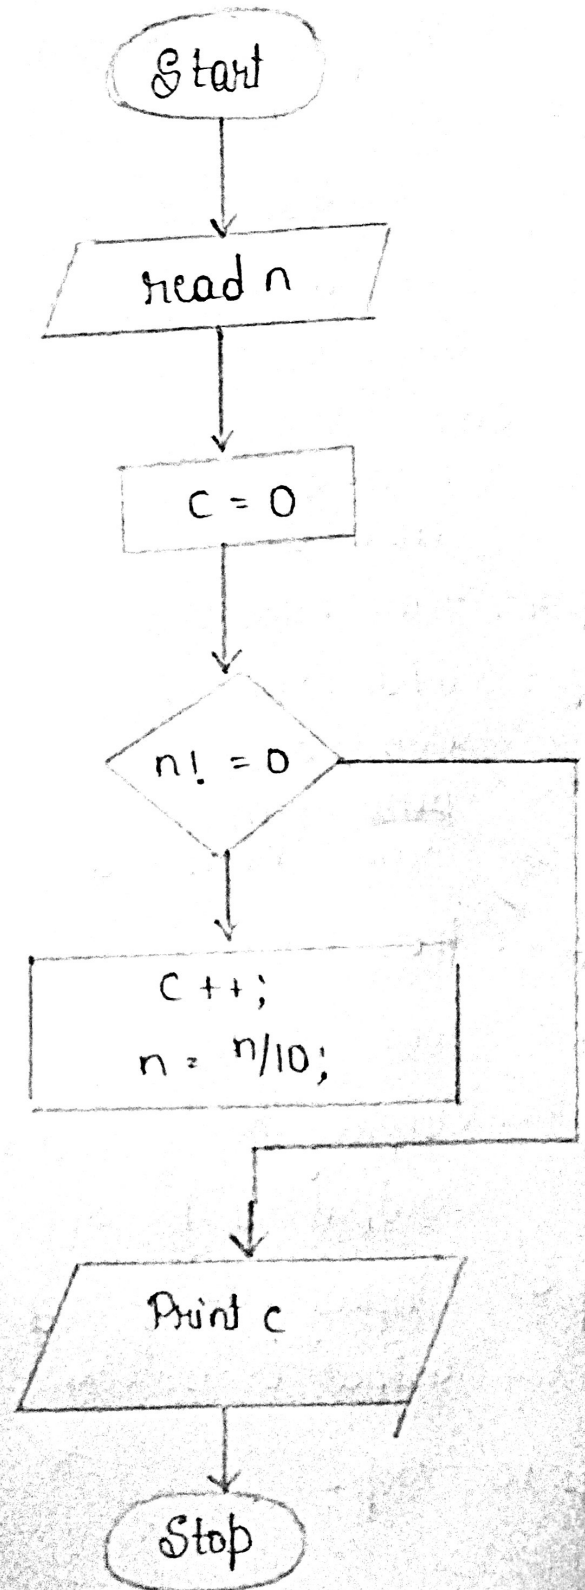 Start
read n
C = 0
n! = 0
C ++;
n = n/10;
Print c
Stop